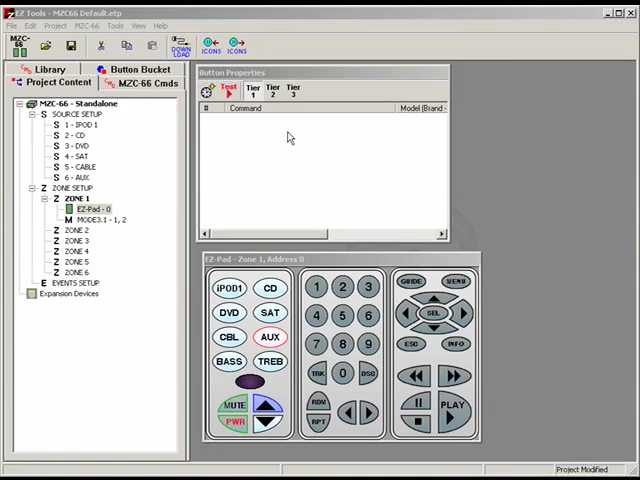 EZ Tools - MZC66 Default.etp
File Edit Project MZC-66 Tools View Help
MZC-
66
DOWN
LOAD
ICONS
ICONS
Library
Button Bucket
Project Content
MZC-66 Cmds
MZC-66 - Standalone
SOURCE SETUP
1 - IPOD 1
2 - CD
3 - DVD
4 - SAT
5 - CABLE
6 - AUX
ZONE SETUP
ZONE 1
EZ-Pad - 0
MODE3.1 - 1, 2
ZONE 2
ZONE 3
ZONE 4
ZONE 5
ZONE 6
EVENTS SETUP
Expansion Devices
Button Properties
Test
Tier
1
Tier
2
Tier
3
# Command Model (Brand -
EZ-Pad - Zone 1, Address 0
iPOD1 CD
DVD SAT
CBL AUX
BASS TREB
MUTE
PWR
1 2 3
4 5 6
7 8 9
TRK 0 DSC
RDM
RPT
GUIDE MENU
SEL
ESC INFO
PLAY
Project Modified